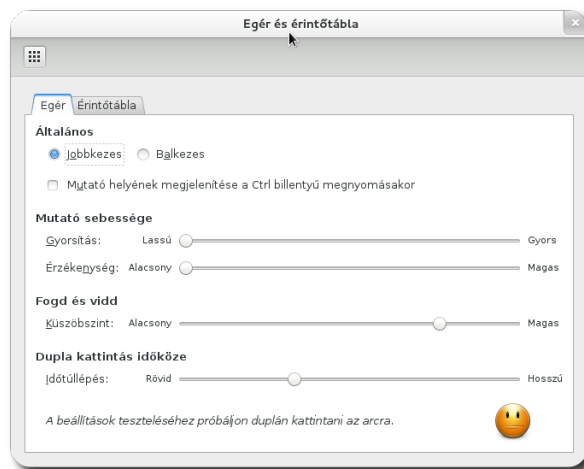 Egér és érintőtábla
Egér Érintőtábla
Általános
Jobbkezes Balkezes
Mutató helyének megjelenítése a Ctrl billentyű megnyomásakor
Mutató sebessége
Gyorsítás: Lassú Gyors
Érzékenység: Alacsony Magas
Fogd és vidd
Küszöbszint: Alacsony Magas
Dupla kattintás időköze
Időtúllépés: Rövid Hosszú
A beállítások teszteléséhez próbáljon duplán kattintani az arcra.